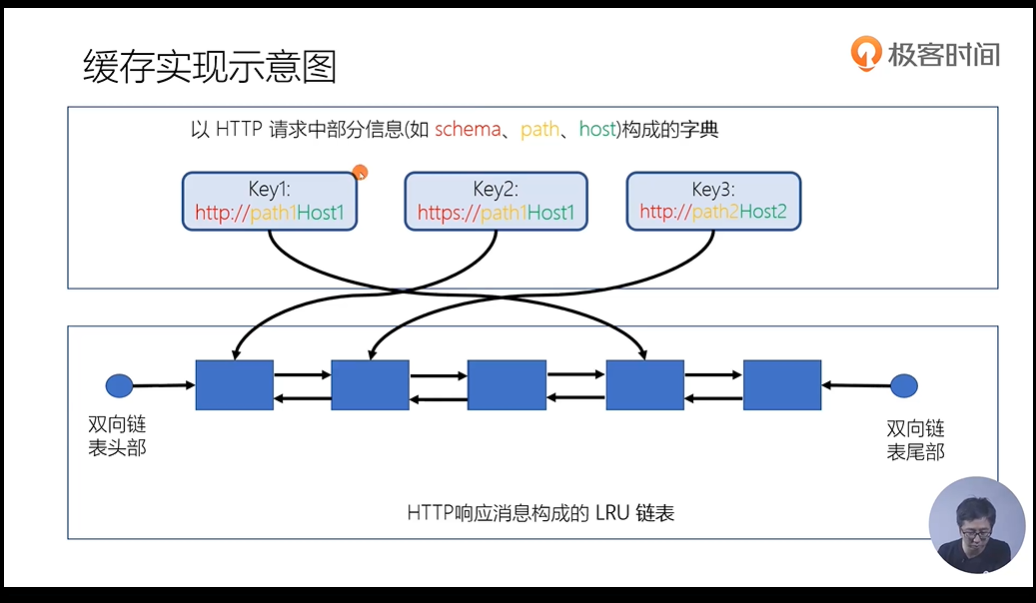 缓存实现示意图
极客时间
以 HTTP 请求中部分信息(如 schema、path、host)构成的字典
Key1:
http://path1Host1
Key2:
https://path1Host1
Key3:
http://path2Host2
双向链
表头部
双向链
表尾部
HTTP响应消息构成的 LRU 链表